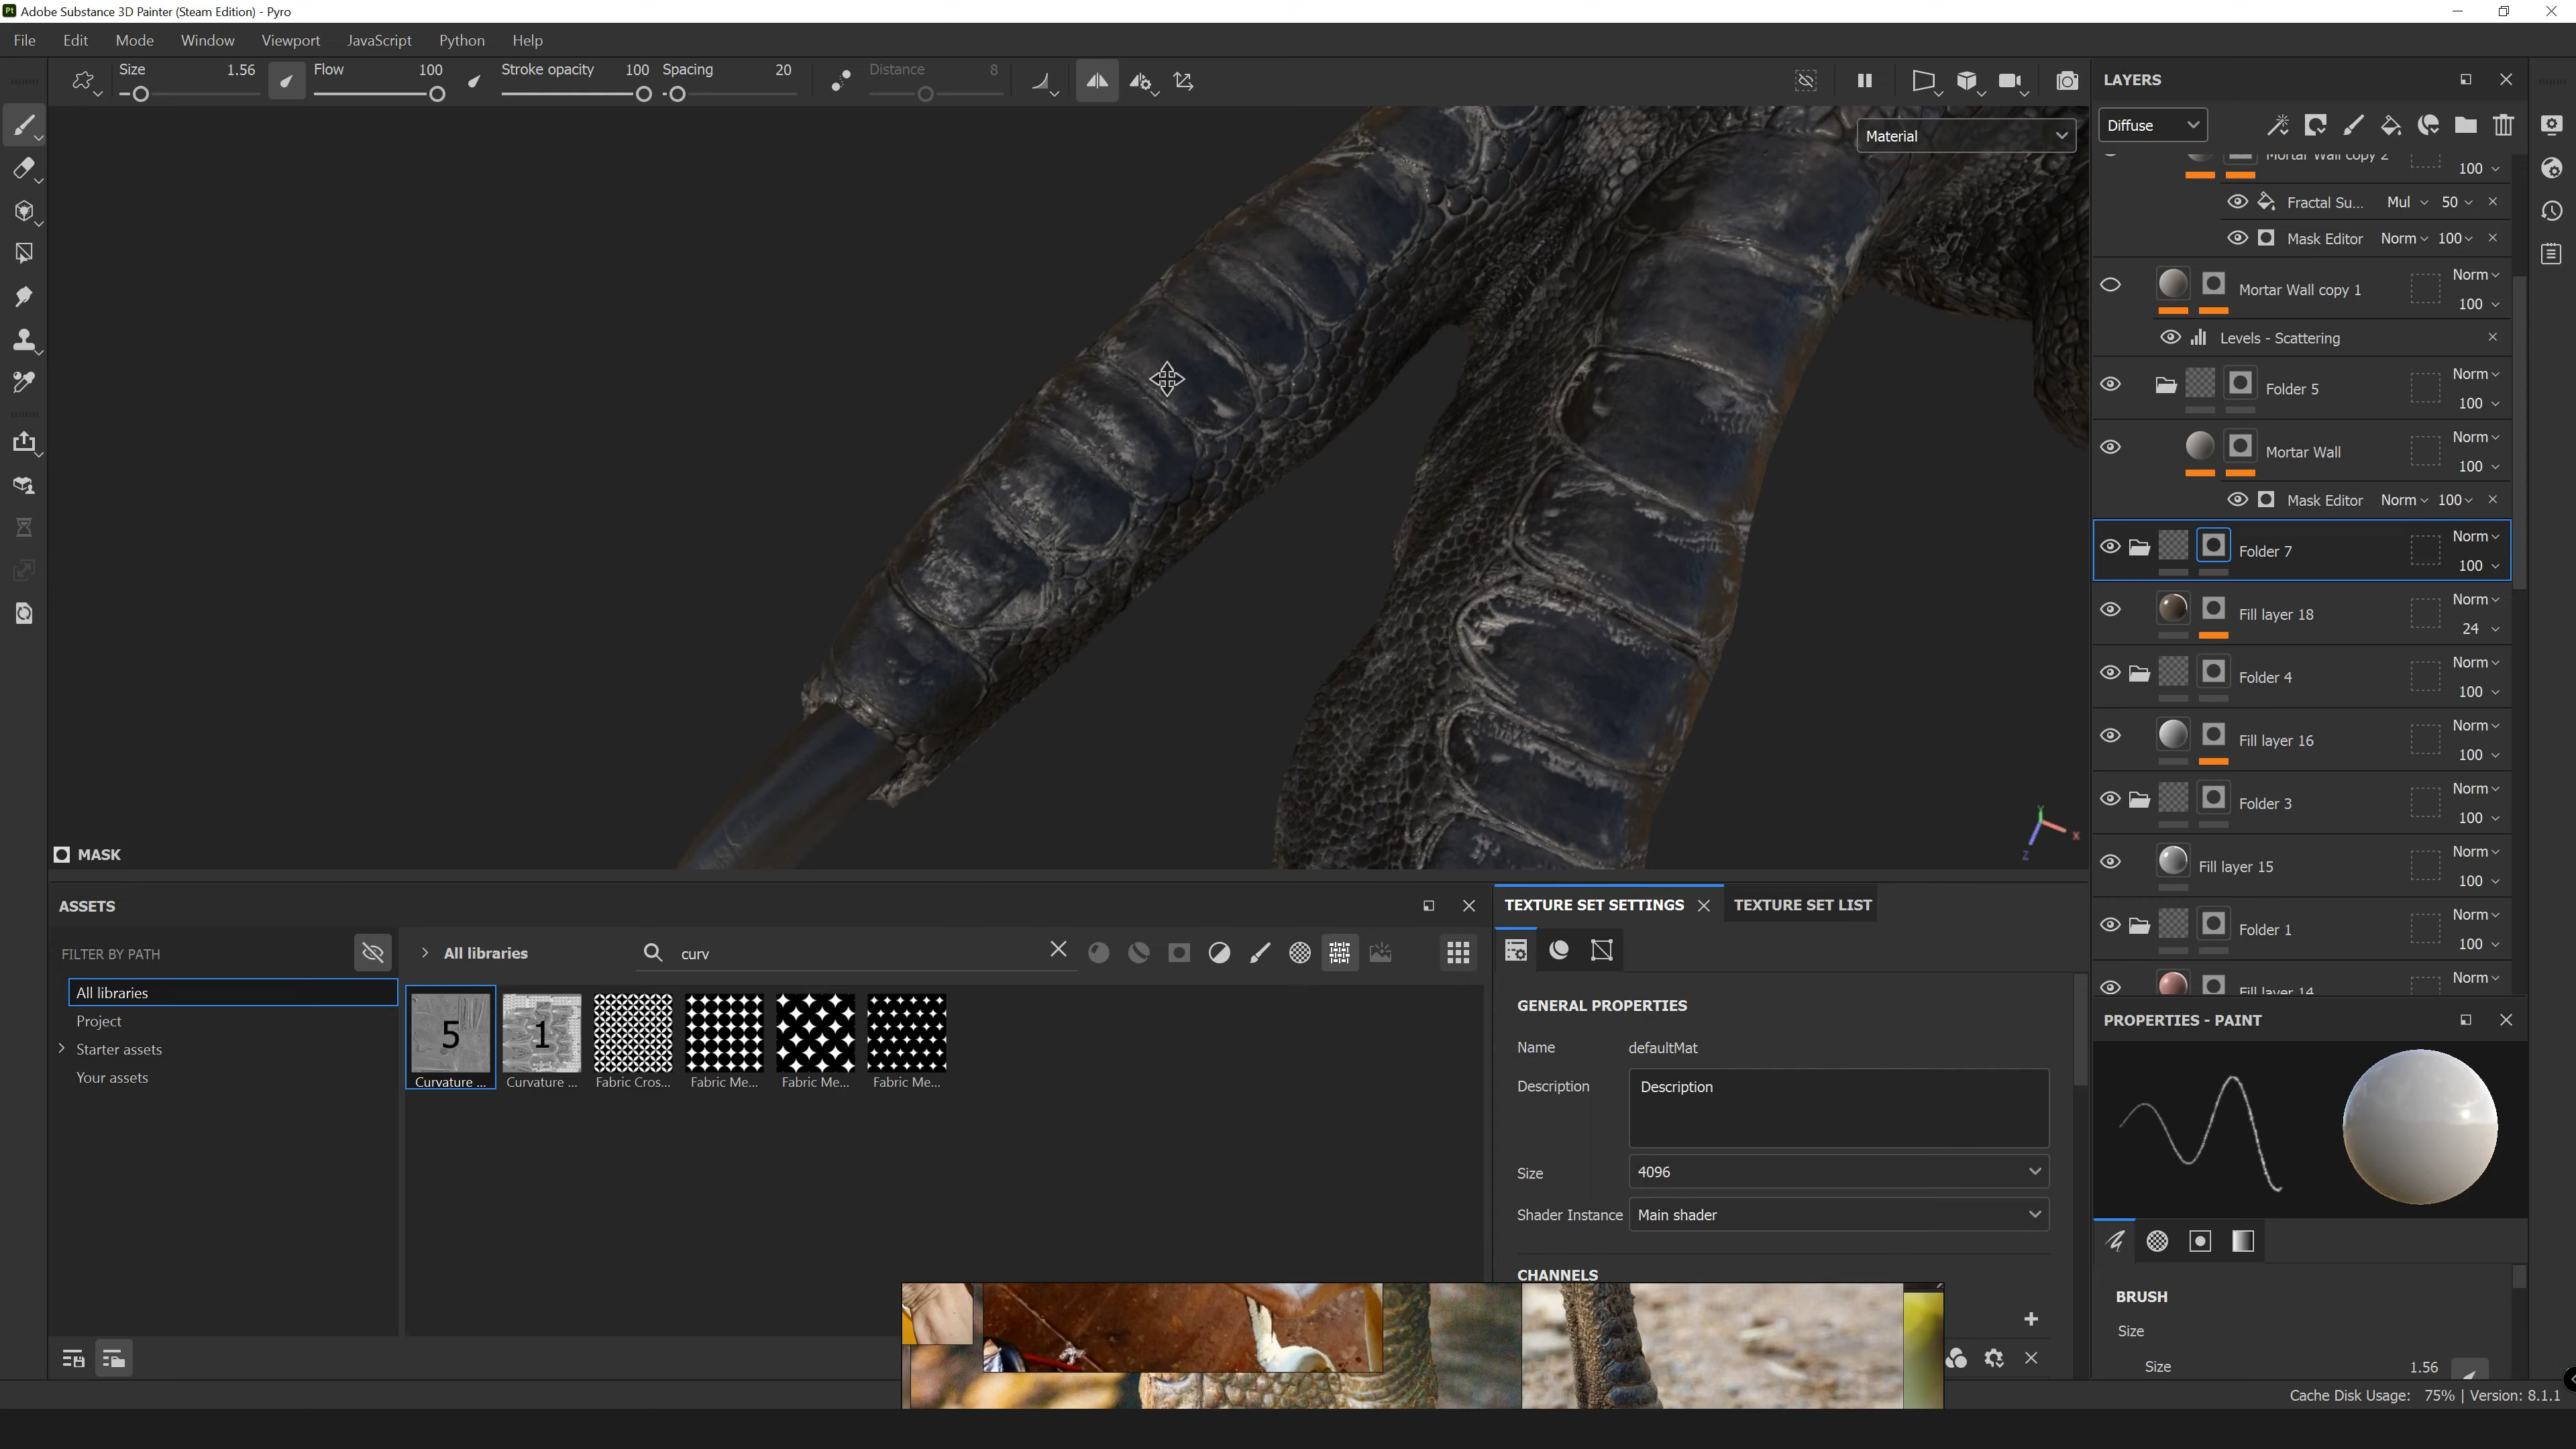 Pt Adobe Substance 3D Painter (Steam Edition) - Pyro
File Edit Mode Window Viewport JavaScript Python Help
Size 1.56 Flow 100 Stroke opacity 100 Spacing 20 Distance 8
Material
MASK
Y
X
Z
LAYERS
Diffuse
Mortar Wall copy 2
100
Fractal Su... Mul 50
Mask Editor Norm 100
Mortar Wall copy 1 Norm
100
Levels - Scattering
Folder 5 Norm
100
Mortar Wall Norm
100
Mask Editor Norm 100
Folder 7 Norm
100
Fill layer 18 Norm
24
Folder 4 Norm
100
Fill layer 16 Norm
100
Folder 3 Norm
100
Fill layer 15 Norm
100
Folder 1 Norm
100
Fill layer 14 Norm
ASSETS
FILTER BY PATH
All libraries
Project
Starter assets
Your assets
All libraries
curv
5
1
Curvature ... Curvature ... Fabric Cros... Fabric Me... Fabric Me... Fabric Me...
TEXTURE SET SETTINGS TEXTURE SET LIST
GENERAL PROPERTIES
Name defaultMat
Description Description
Size 4096
Shader Instance Main shader
CHANNELS
PROPERTIES - PAINT
BRUSH
Size
Size 1.56
Cache Disk Usage: 75% | Version: 8.1.1